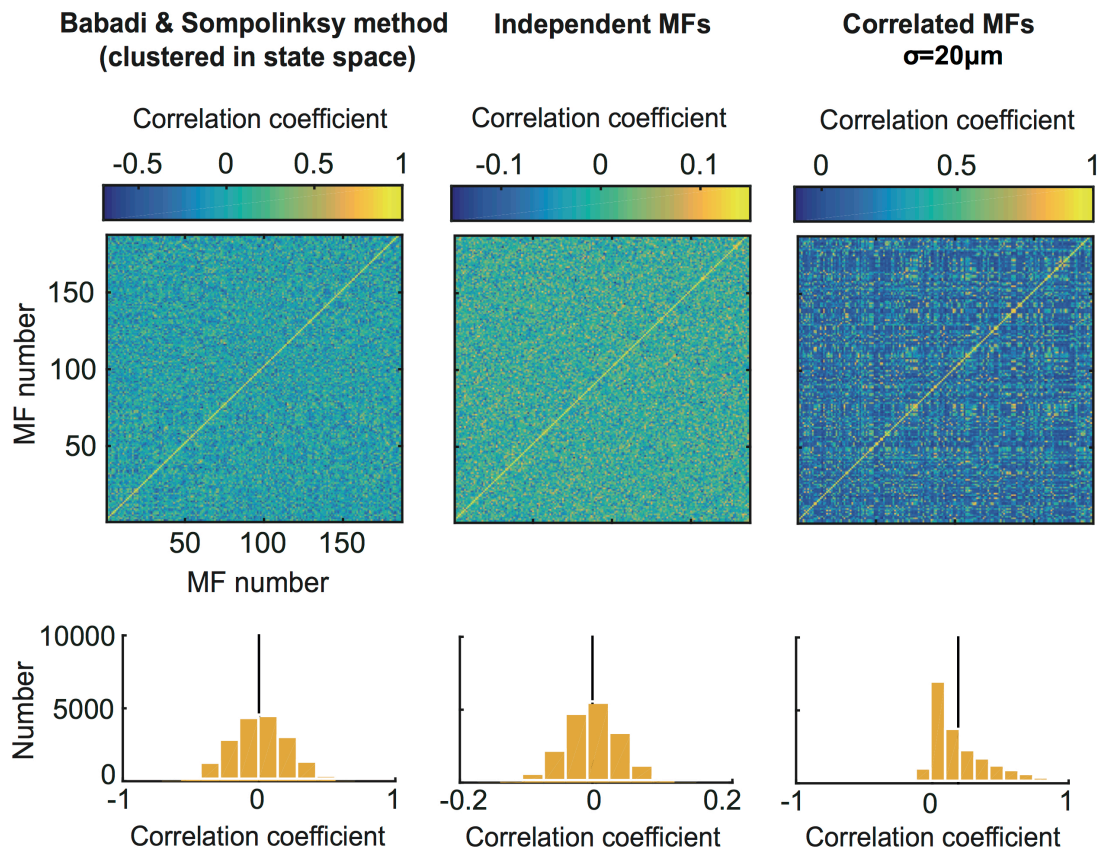 Babadi & Sompolinksy method
(clustered in state space)
Independent MFs
Correlated MFs
σ=20μm
Correlation coefficient
Correlation coefficient
Correlation coefficient
-0.5 0 0.5 1
-0.1 0 0.1
0 0.5 1
MF number
150
100
50
50 100 150
MF number
Number
10000
5000
0
-1 0 1
-0.2 0 0.2
-1 0 1
Correlation coefficient
Correlation coefficient
Correlation coefficient